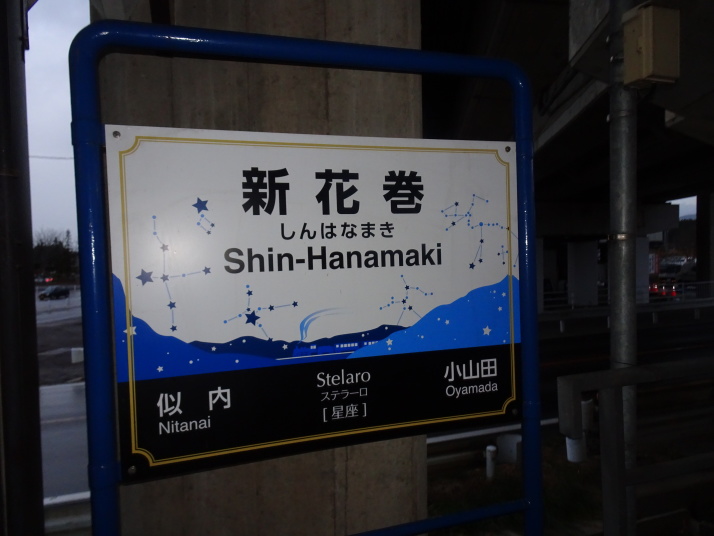 新花巻
しんはなまき
Shin-Hanamaki
似内
Nitanai
Stelaro
ステラーロ
[星座]
小山田
Oyamada